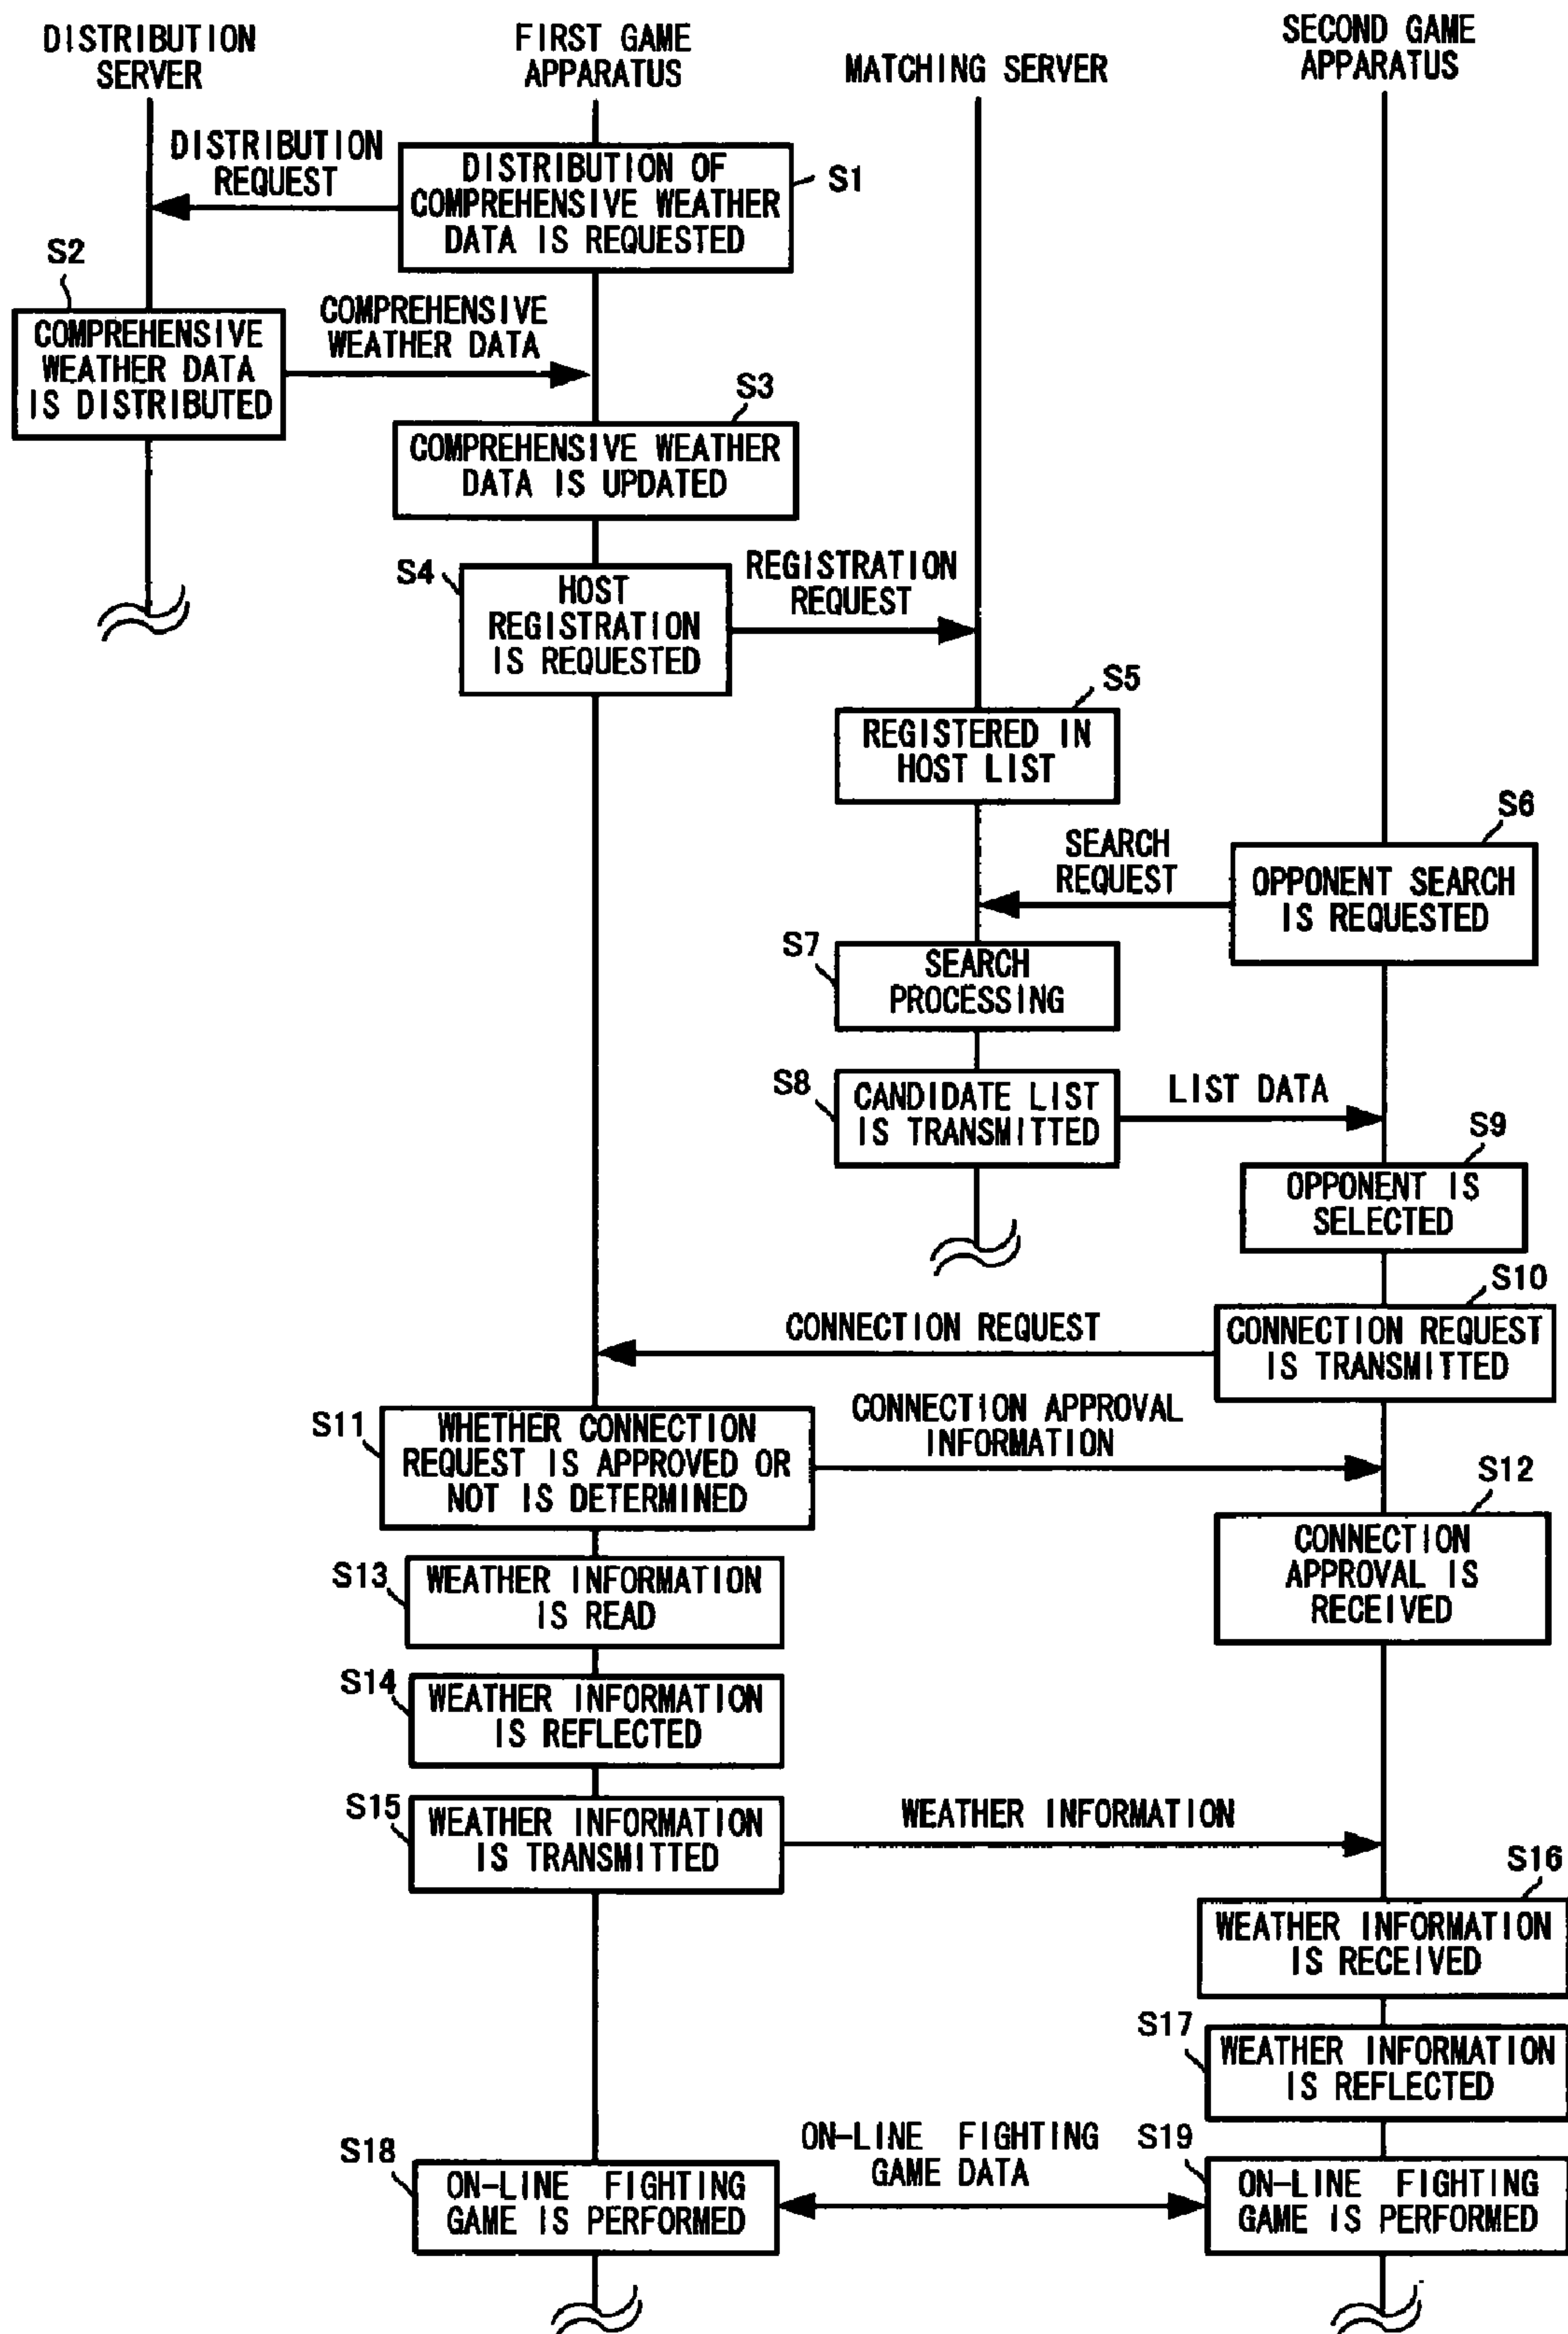 DISTRIBUTION
SERVER
FIRST GAME
APPARATUS
MATCHING SERVER
SECOND GAME
APPARATUS
DISTRIBUTION
REQUEST
DISTRIBUTION OF
COMPREHENSIVE WEATHER
DATA IS REQUESTED
S1
S2
COMPREHENSIVE
WEATHER DATA
IS DISTRIBUTED
COMPREHENSIVE
WEATHER DATA
S3
COMPREHENSIVE WEATHER
DATA IS UPDATED
S4
HOST
REGISTRATION
IS REQUESTED
REGISTRATION
REQUEST
S5
REGISTERED IN
HOST LIST
S6
SEARCH
REQUEST
OPPONENT SEARCH
IS REQUESTED
S7
SEARCH
PROCESSING
S8
CANDIDATE LIST
IS TRANSMITTED
LIST DATA
S9
OPPONENT IS
SELECTED
S10
CONNECTION REQUEST
CONNECTION REQUEST
IS TRANSMITTED
S11
WHETHER CONNECTION
REQUEST IS APPROVED OR
NOT IS DETERMINED
CONNECTION APPROVAL
INFORMATION
S12
CONNECTION
APPROVAL IS
RECEIVED
S13
WEATHER INFORMATION
IS READ
S14
WEATHER INFORMATION
IS REFLECTED
S15
WEATHER INFORMATION
IS TRANSMITTED
WEATHER INFORMATION
S16
WEATHER INFORMATION
IS RECEIVED
S17
WEATHER INFORMATION
IS REFLECTED
S18
ON-LINE FIGHTING
GAME IS PERFORMED
ON-LINE FIGHTING
GAME DATA
S19
ON-LINE FIGHTING
GAME IS PERFORMED